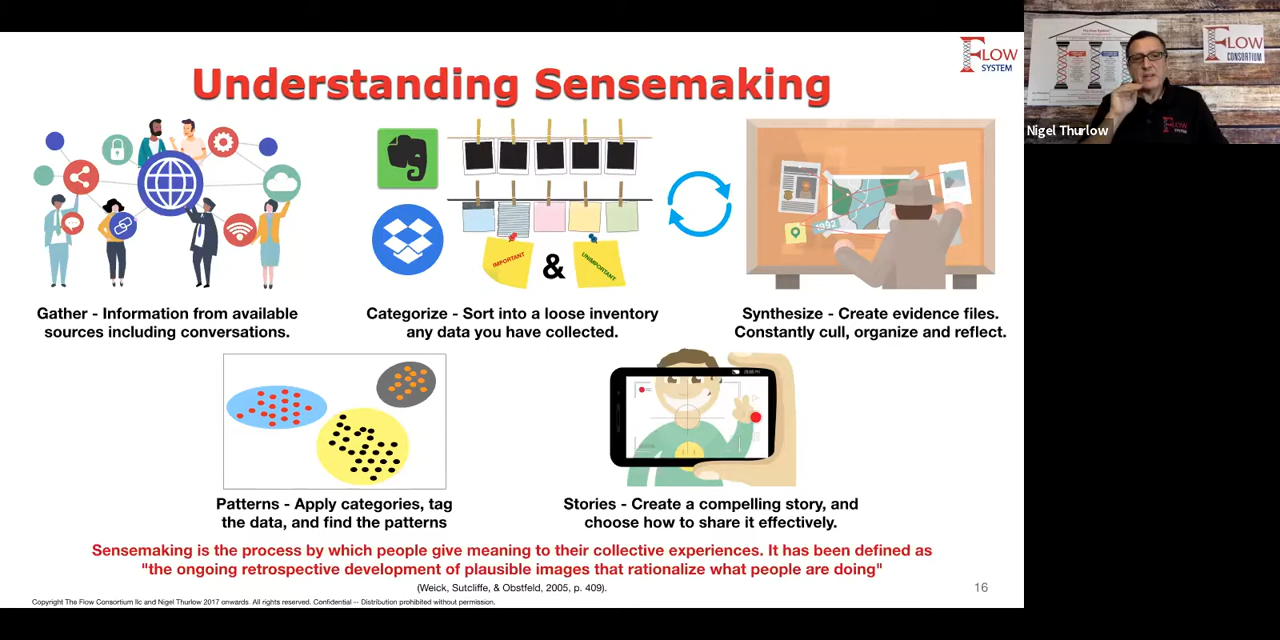 Understanding Sensemaking
FLOW
SYSTEM
FLOW
CONSORTIUM
FLOW
SYSTEM
Nigel Thurlow
IMPORTANT
&
UNIMPORTANT
1992
Gather - Information from available
sources including conversations.
Categorize - Sort into a loose inventory
any data you have collected.
Synthesize - Create evidence files.
Constantly cull, organize and reflect.
Patterns - Apply categories, tag
the data, and find the patterns
Stories - Create a compelling story, and
choose how to share it effectively.
Sensemaking is the process by which people give meaning to their collective experiences. It has been defined as
"the ongoing retrospective development of plausible images that rationalize what people are doing"
(Weick, Sutcliffe, & Obstfeld, 2005, p. 409).
16
Copyright The Flow Consortium llc and Nigel Thurlow 2017 onwards. All rights reserved. Confidential -- Distribution prohibited without permission.